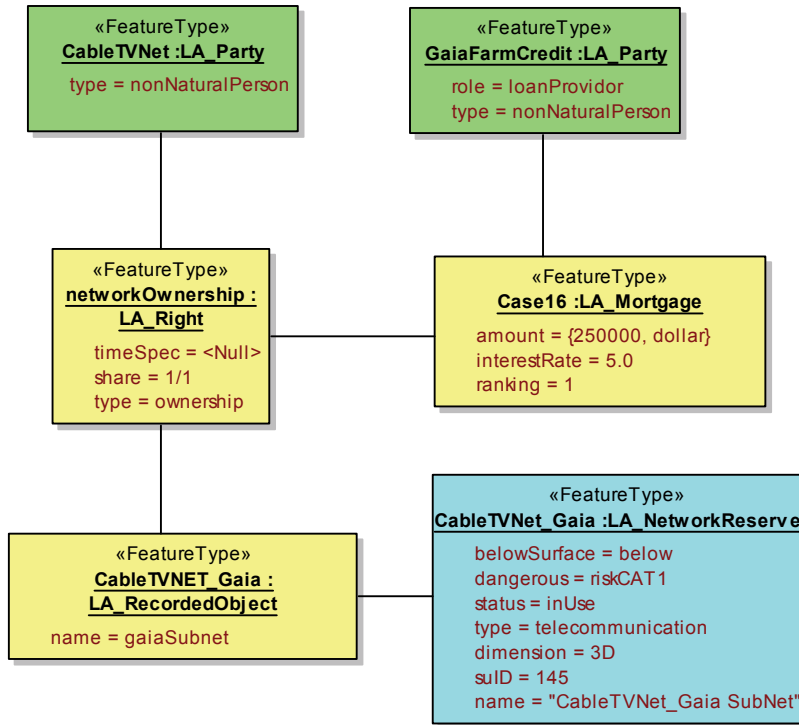 «FeatureType»
CableTVNet :LA_Party
type = nonNaturalPerson
«FeatureType»
GaiaFarmCredit :LA_Party
role = loanProvidor
type = nonNaturalPerson
«FeatureType»
networkOwnership :
LA_Right
timeSpec = <Null>
share = 1/1
type = ownership
«FeatureType»
Case16 :LA_Mortgage
amount = {250000, dollar}
interestRate = 5.0
ranking = 1
«FeatureType»
CableTVNET_Gaia :
LA_RecordedObject
name = gaiaSubnet
«FeatureType»
CableTVNet_Gaia :LA_NetworkReserve
belowSurface = below
dangerous = riskCAT1
status = inUse
type = telecommunication
dimension = 3D
suID = 145
name = "CableTVNet_Gaia SubNet"